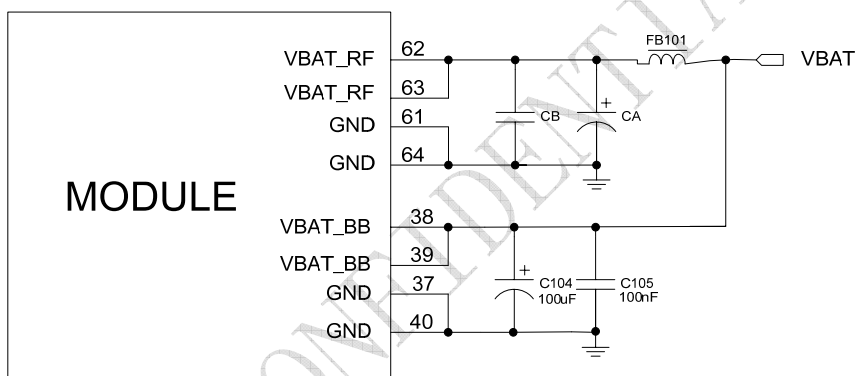 FB101
VBAT_RF 62 VBAT
VBAT_RF 63
CB + CA
GND 61
GND 64
MODULE
VBAT_BB 38
VBAT_BB 39
GND 37
+ C104 100uF
C105 100nF
GND 40
ONFIDENTIA